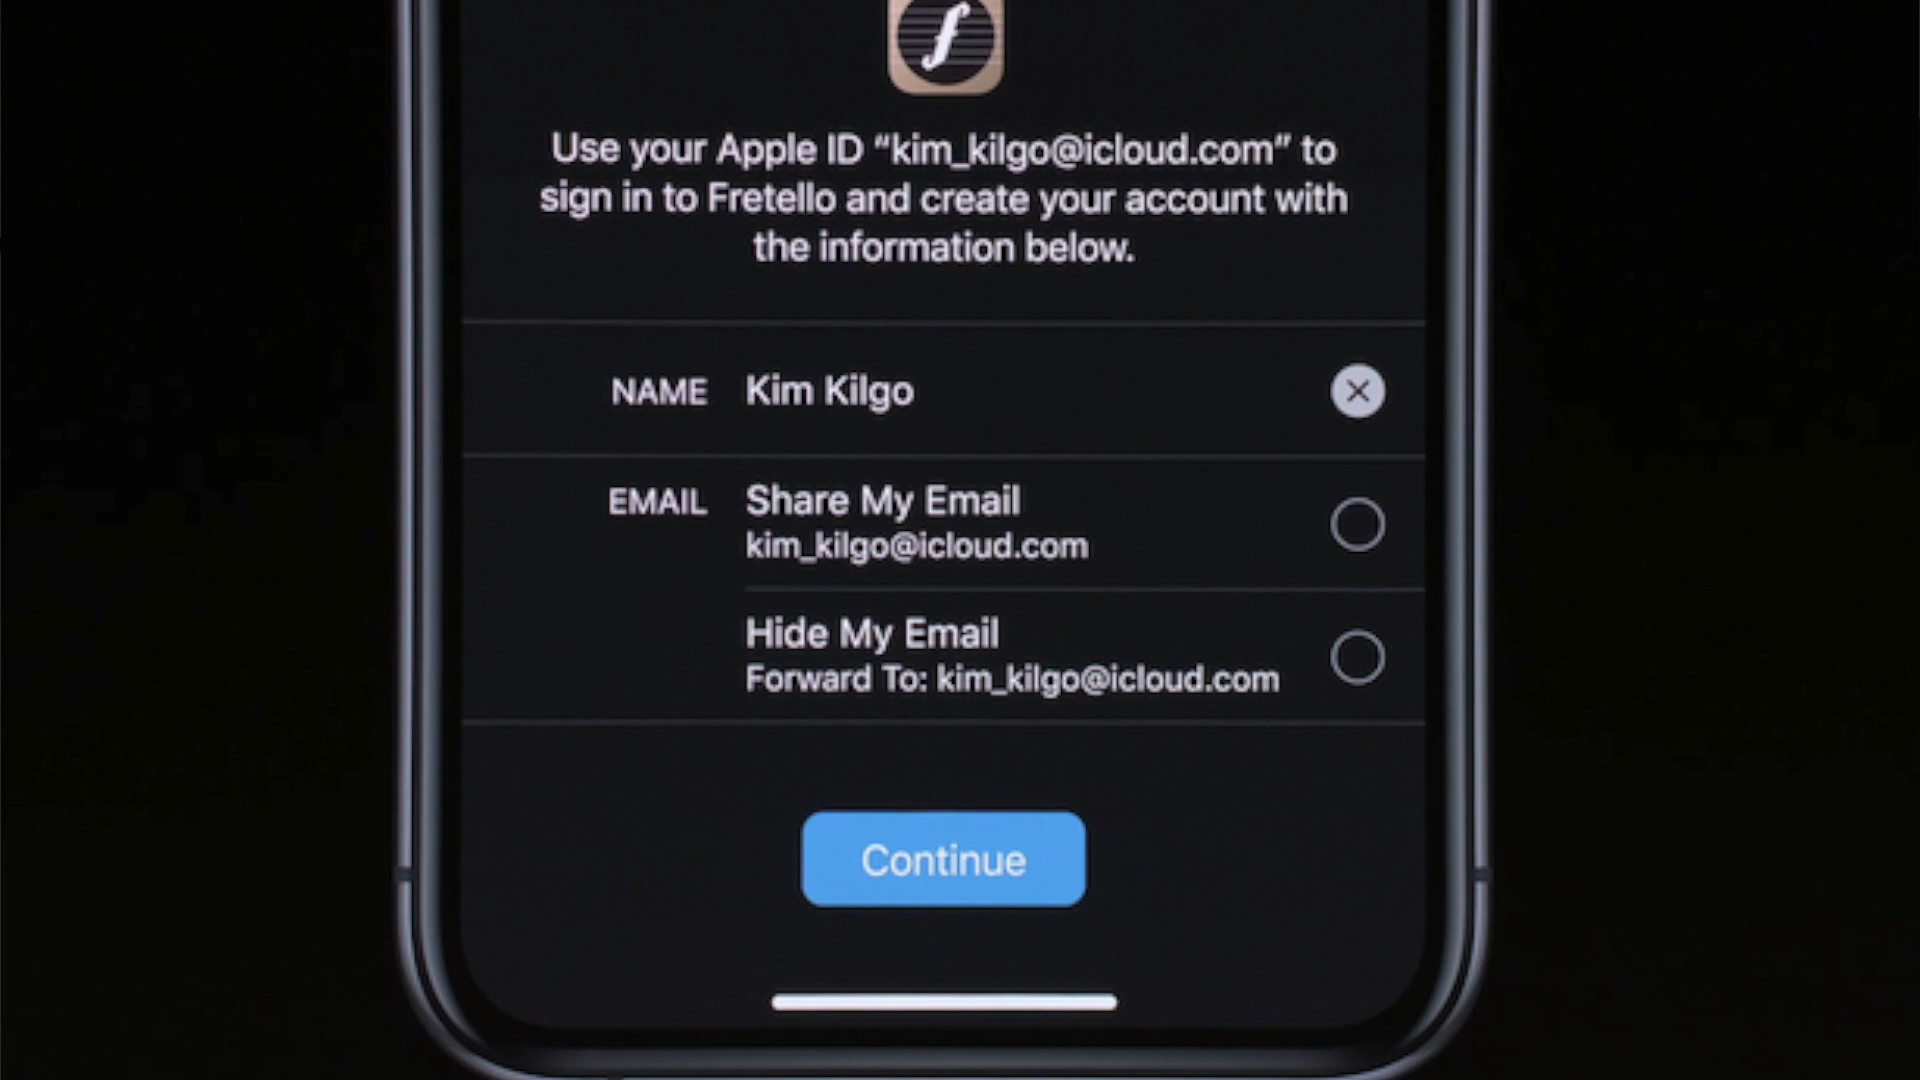 Use your Apple ID “kim_kilgo@icloud.com” to
sign in to Fretello and create your account with
the information below.
NAME Kim Kilgo
EMAIL Share My Email
kim_kilgo@icloud.com
Hide My Email
Forward To: kim_kilgo@icloud.com
Continue